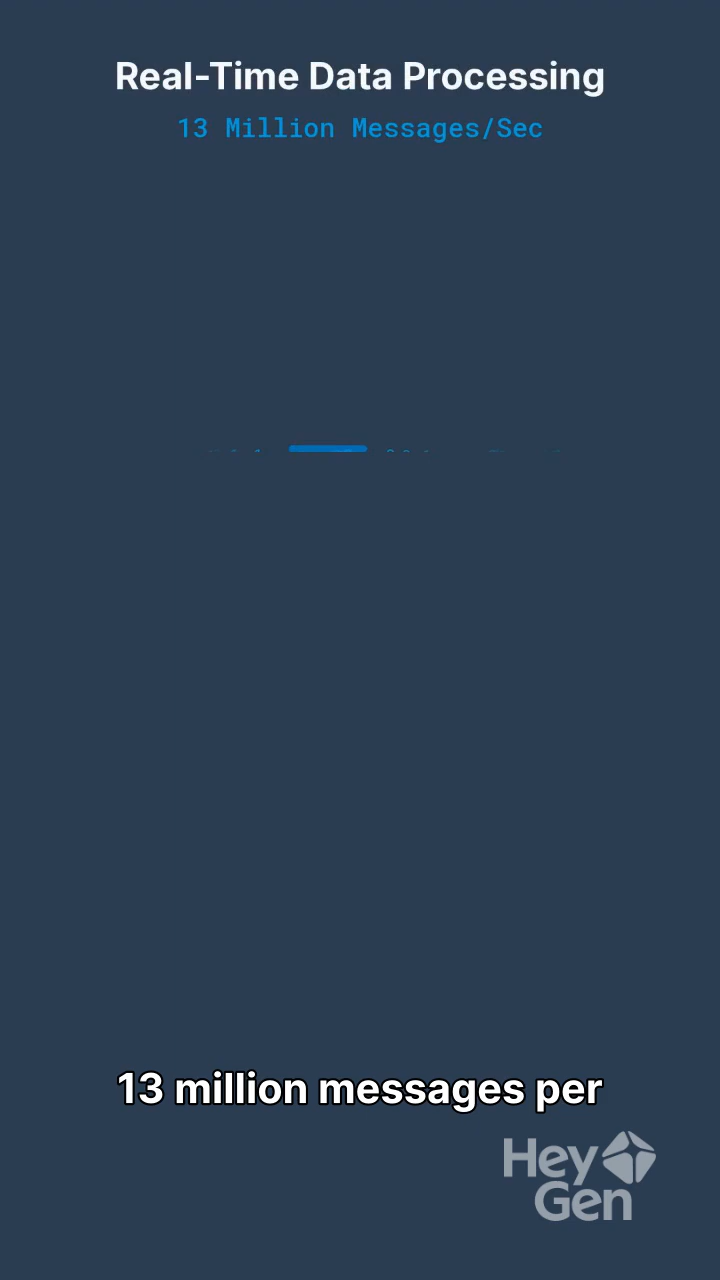 Real-Time Data Processing
13 Million Messages/Sec
13 million messages per
Hey
Gen